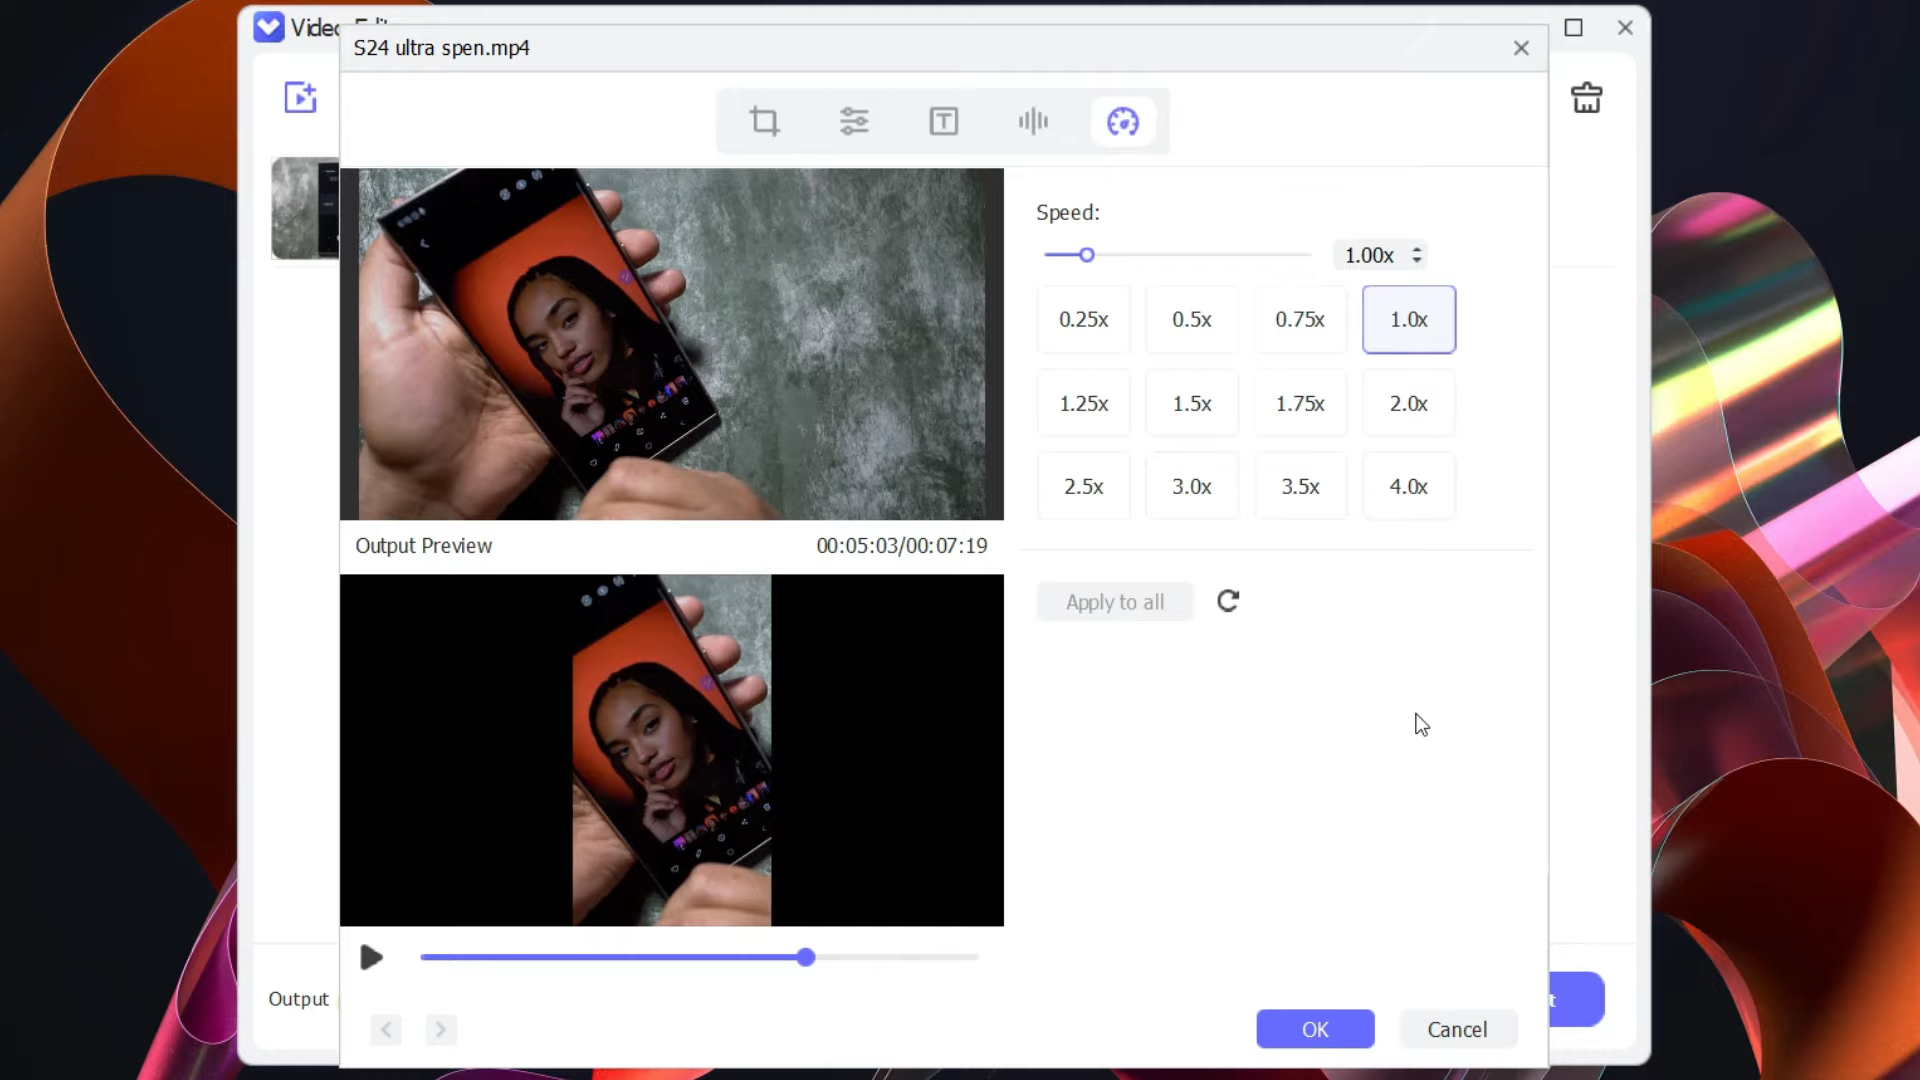 Video Edit
S24 ultra spen.mp4
Speed:
1.00x
0.25x 0.5x 0.75x 1.0x
1.25x 1.5x 1.75x 2.0x
2.5x 3.0x 3.5x 4.0x
Output Preview 00:05:03/00:07:19
Apply to all
Output
t
OK Cancel